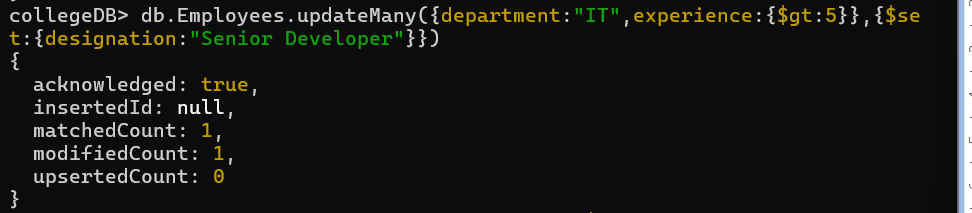 collegeDB> db.Employees.updateMany({department:"IT",experience:{$gt:5}},{$se
t:{designation:"Senior Developer"}})
{
  acknowledged: true,
  insertedId: null,
  matchedCount: 1,
  modifiedCount: 1,
  upsertedCount: 0
}